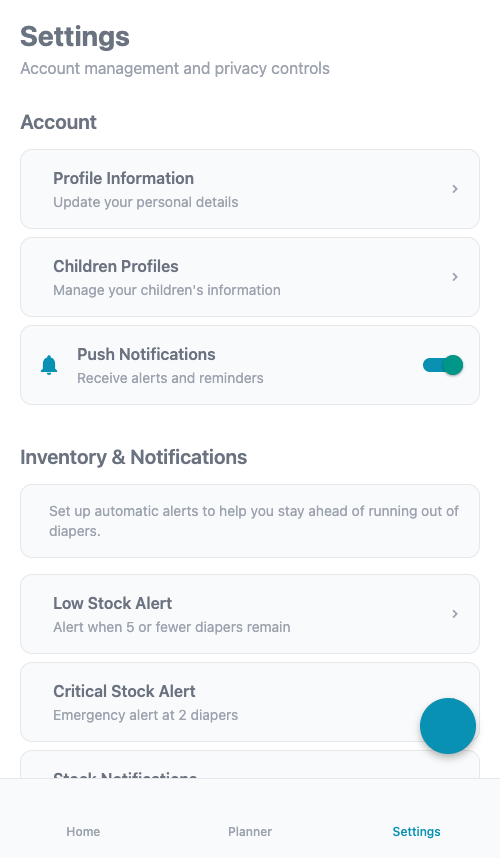 Settings
Account management and privacy controls
Account
Profile Information
Update your personal details
Children Profiles
Manage your children's information
Push Notifications
Receive alerts and reminders
Inventory & Notifications
Set up automatic alerts to help you stay ahead of running out of
diapers.
Low Stock Alert
Alert when 5 or fewer diapers remain
Critical Stock Alert
Emergency alert at 2 diapers
Stock Notifications
Home
Planner
Settings